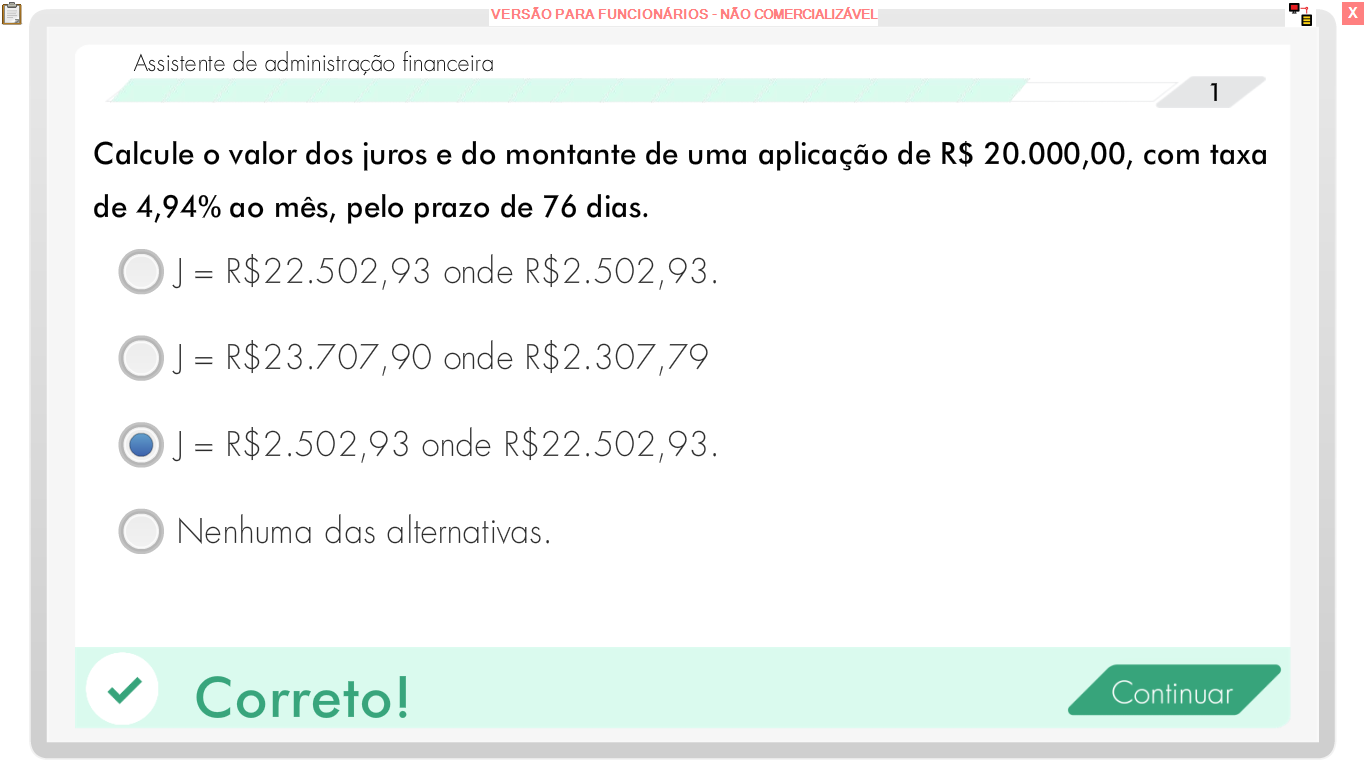 VERSÃO PARA FUNCIONÁRIOS - NÃO COMERCIALIZÁVEL
X
Assistente de administração financeira
1
Calcule o valor dos juros e do montante de uma aplicação de R$ 20.000,00, com taxa
de 4,94% ao mês, pelo prazo de 76 dias.
J = R$22.502,93 onde R$2.502,93.
J = R$23.707,90 onde R$2.307,79
J = R$2.502,93 onde R$22.502,93.
Nenhuma das alternativas.
Correto!
Continuar